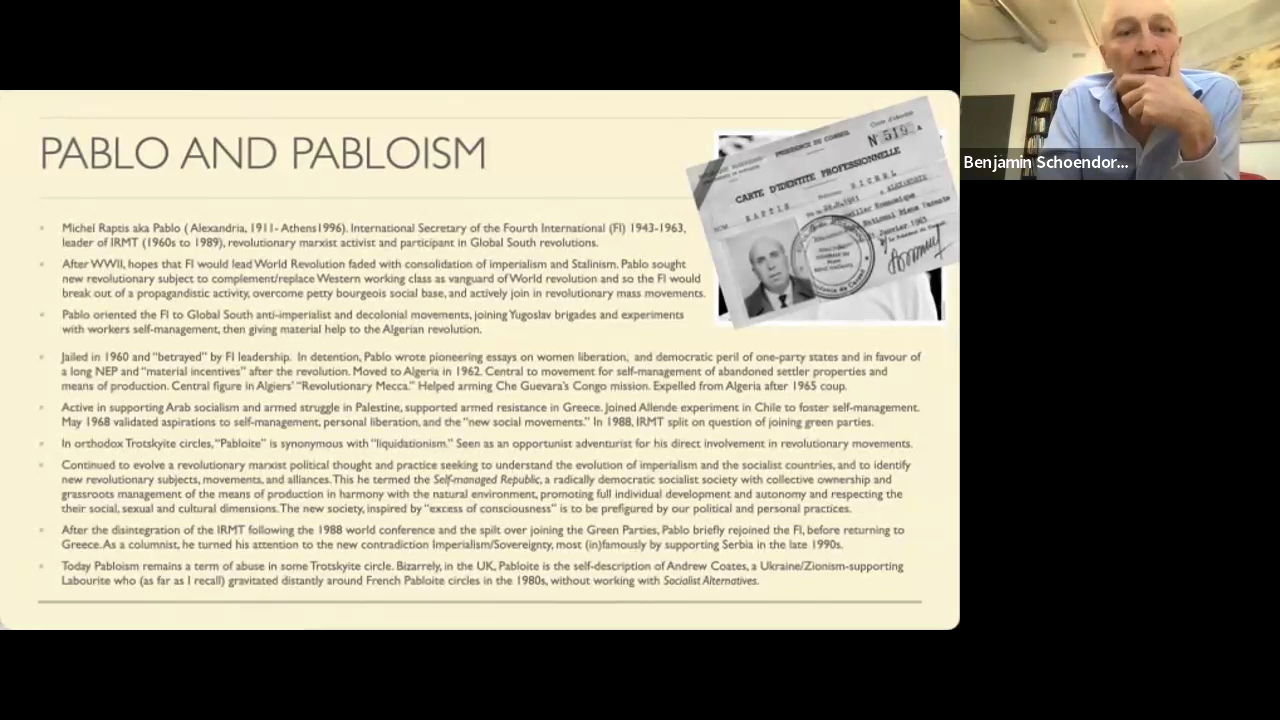 PABLO AND PABLOISM
Michel Raptis aka Pablo ( Alexandria, 1911- Athens1996). International Secretary of the Fourth International (FI) 1943-1963,
leader of IRMT (1960s to 1989), revolutionary marxist activist and participant in Global South revolutions.
After WWII, hopes that FI would lead World Revolution faded with consolidation of imperialism and Stalinism. Pablo sought
new revolutionary subject to complement/replace Western working class as vanguard of World revolution and so the FI would
break out of a propagandistic activity, overcome petty bourgeois social base, and actively join in revolutionary mass movements.
Pablo oriented the FI to Global South anti-imperialist and decolonial movements, joining Yugoslav brigades and experiments
with workers self-management, then giving material help to the Algerian revolution.
Jailed in 1960 and “betrayed” by FI leadership. In detention, Pablo wrote pioneering essays on women liberation, and democratic peril of one-party states and in favour of
a long NEP and “material incentives” after the revolution. Moved to Algeria in 1962. Central to movement for self-management of abandoned settler properties and
means of production. Central figure in Algiers’ “Revolutionary Mecca.” Helped arming Che Guevara’s Congo mission. Expelled from Algeria after 1965 coup.
Active in supporting Arab socialism and armed struggle in Palestine, supported armed resistance in Greece. Joined Allende experiment in Chile to foster self-management.
May 1968 validated aspirations to self-management, personal liberation, and the “new social movements.” In 1988, IRMT split on question of joining green parties.
In orthodox Trotskyite circles, “Pabloite” is synonymous with “liquidationism.” Seen as an opportunist adventurist for his direct involvement in revolutionary movements.
Continued to evolve a revolutionary marxist political thought and practice seeking to understand the evolution of imperialism and the socialist countries, and to identify
new revolutionary subjects, movements, and alliances. This he termed the Self-managed Republic, a radically democratic socialist society with collective ownership and
grassroots management of the means of production in harmony with the natural environment, promoting full individual development and autonomy and respecting the
their social, sexual and cultural dimensions. The new society, inspired by “excess of consciousness” is to be prefigured by our political and personal practices.
After the disintegration of the IRMT following the 1988 world conference and the spilt over joining the Green Parties, Pablo briefly rejoined the FI, before returning to
Greece. As a columnist, he turned his attention to the new contradiction Imperialism/Sovereignty, most (in)famously by supporting Serbia in the late 1990s.
Today Pabloism remains a term of abuse in some Trotskyite circle. Bizarrely, in the UK, Pabloite is the self-description of Andrew Coates, a Ukraine/Zionism-supporting
Labourite who (as far as I recall) gravitated distantly around French Pabloite circles in the 1980s, without working with Socialist Alternatives.
PRESIDENCE DU CONSEIL
Carte d'identité
CARTE D'IDENTITÉ PROFESSIONNELLE
RAPTIS
MICHEL
Benjamin Schoendor...